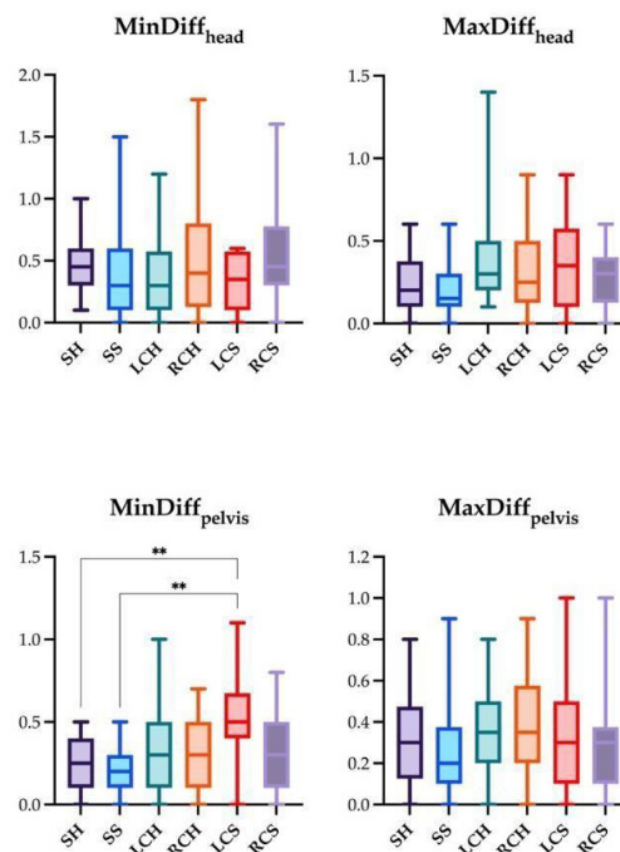 MinDiffhead
2.0
1.5
1.0
0.5
0.0
SH SS LCH RCH LCS RCS
MaxDiffhead
1.5
1.0
0.5
0.0
SH SS LCH RCH LCS RCS
MinDiffpelvis
1.5
1.0
0.5
0.0
**
**
SH SS LCH RCH LCS RCS
MaxDiffpelvis
1.2
1.0
0.8
0.6
0.4
0.2
0.0
SH SS LCH RCH LCS RCS